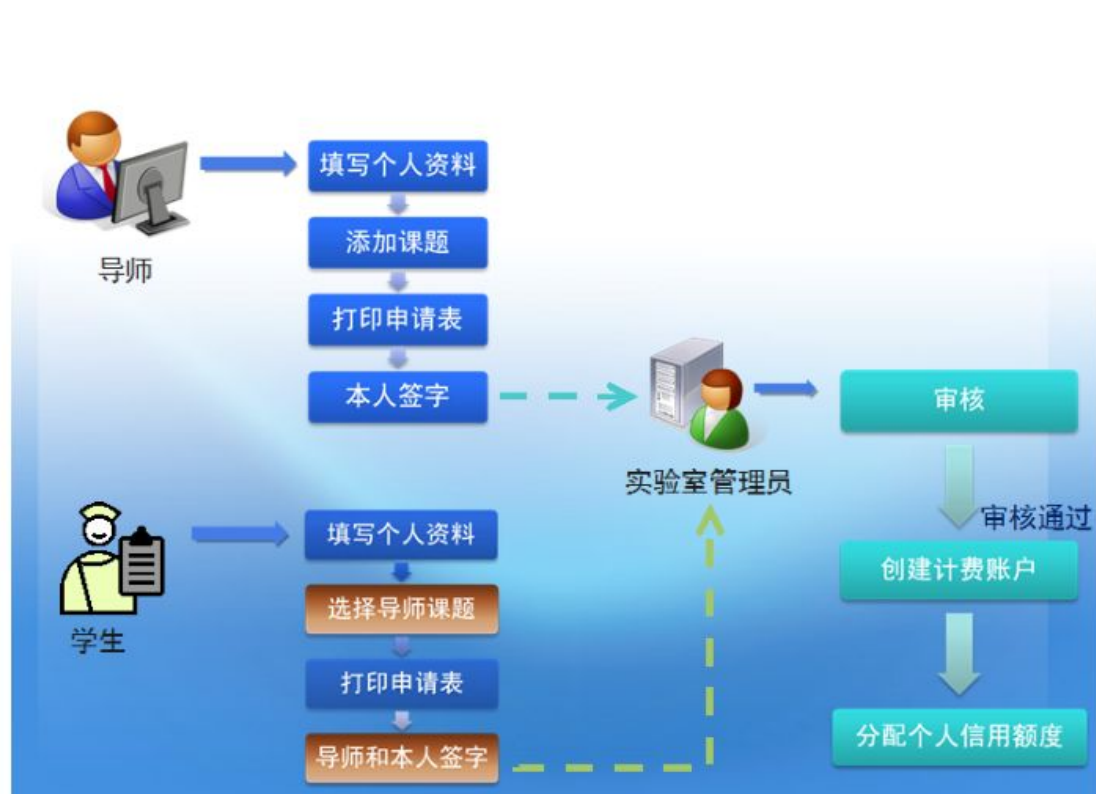 导师
填写个人资料
添加课题
打印申请表
本人签字
学生
填写个人资料
选择导师课题
打印申请表
导师和本人签字
实验室管理员
审核
审核通过
创建计费账户
分配个人信用额度